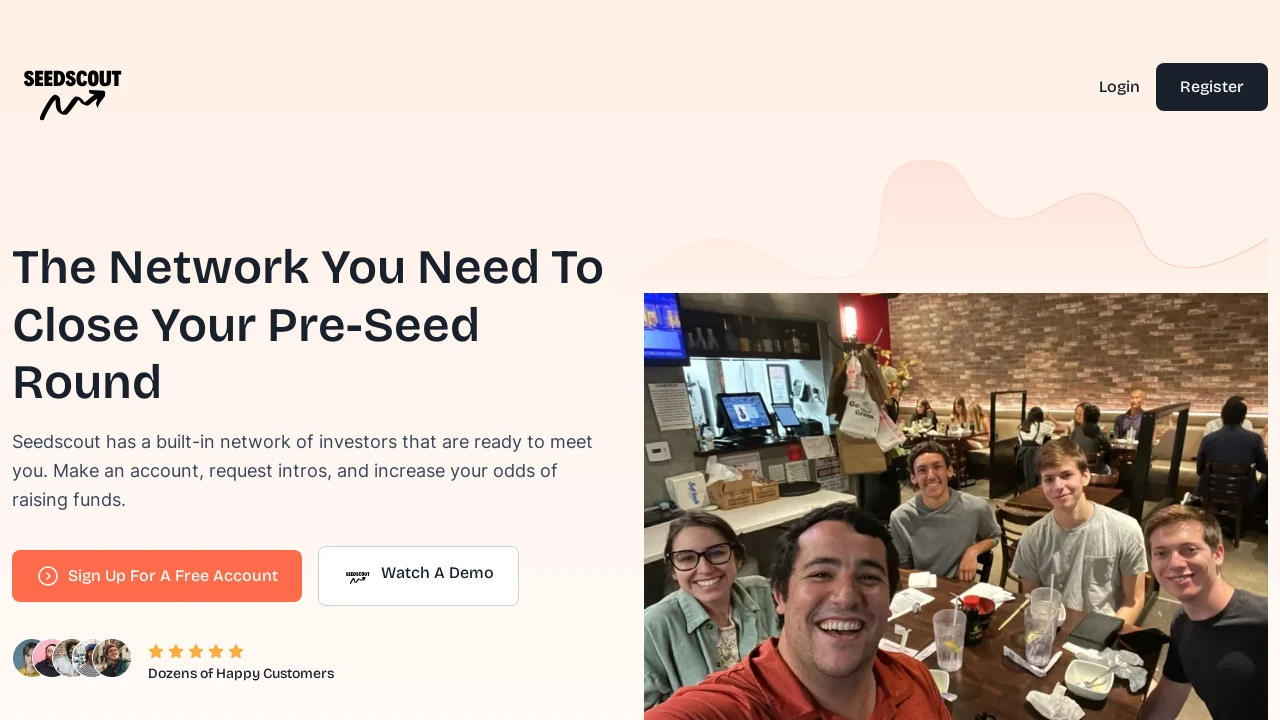 SEEDSCOUT
Login
Register
The Network You Need To
Close Your Pre-Seed
Round
Seedscout has a built-in network of investors that are ready to meet
you. Make an account, request intros, and increase your odds of
raising funds.
Sign Up For A Free Account
SEEDSCOUT
Watch A Demo
Dozens of Happy Customers
Go
Green